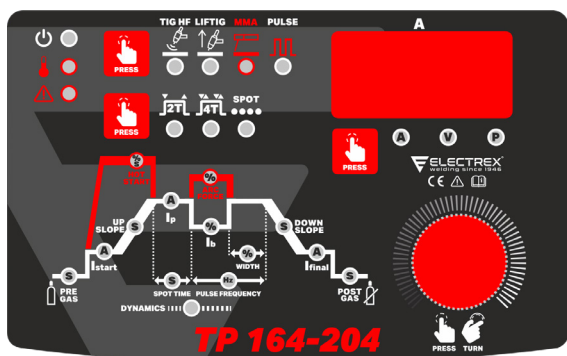 TIG HF LIFTIG MMA PULSE
A
PRESS
2T 4T SPOT
PRESS
PRESS
A V P
ELECTREX
welding since 1946
CE
% S
A
%
UP
SLOPE
S
Ip
%
Ib
S
DOWN
SLOPE
A
Istart
%
WIDTH
A
Ifinal
S
PRE
GAS
S
SPOT TIME
Hz
PULSE FREQUENCY
S
POST
GAS
DYNAMICS
PRESS TURN
TP 164-204